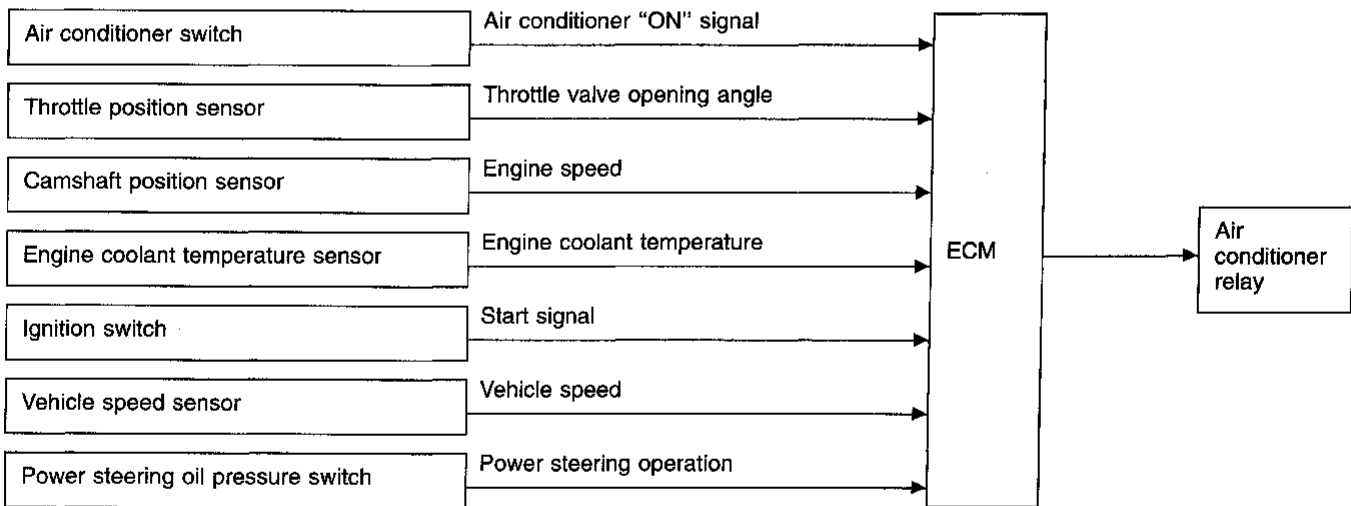 Air conditioner switch
Air conditioner “ON” signal
Throttle position sensor
Throttle valve opening angle
Camshaft position sensor
Engine speed
Engine coolant temperature sensor
Engine coolant temperature
Ignition switch
Start signal
Vehicle speed sensor
Vehicle speed
Power steering oil pressure switch
Power steering operation
ECM
Air
conditioner
relay